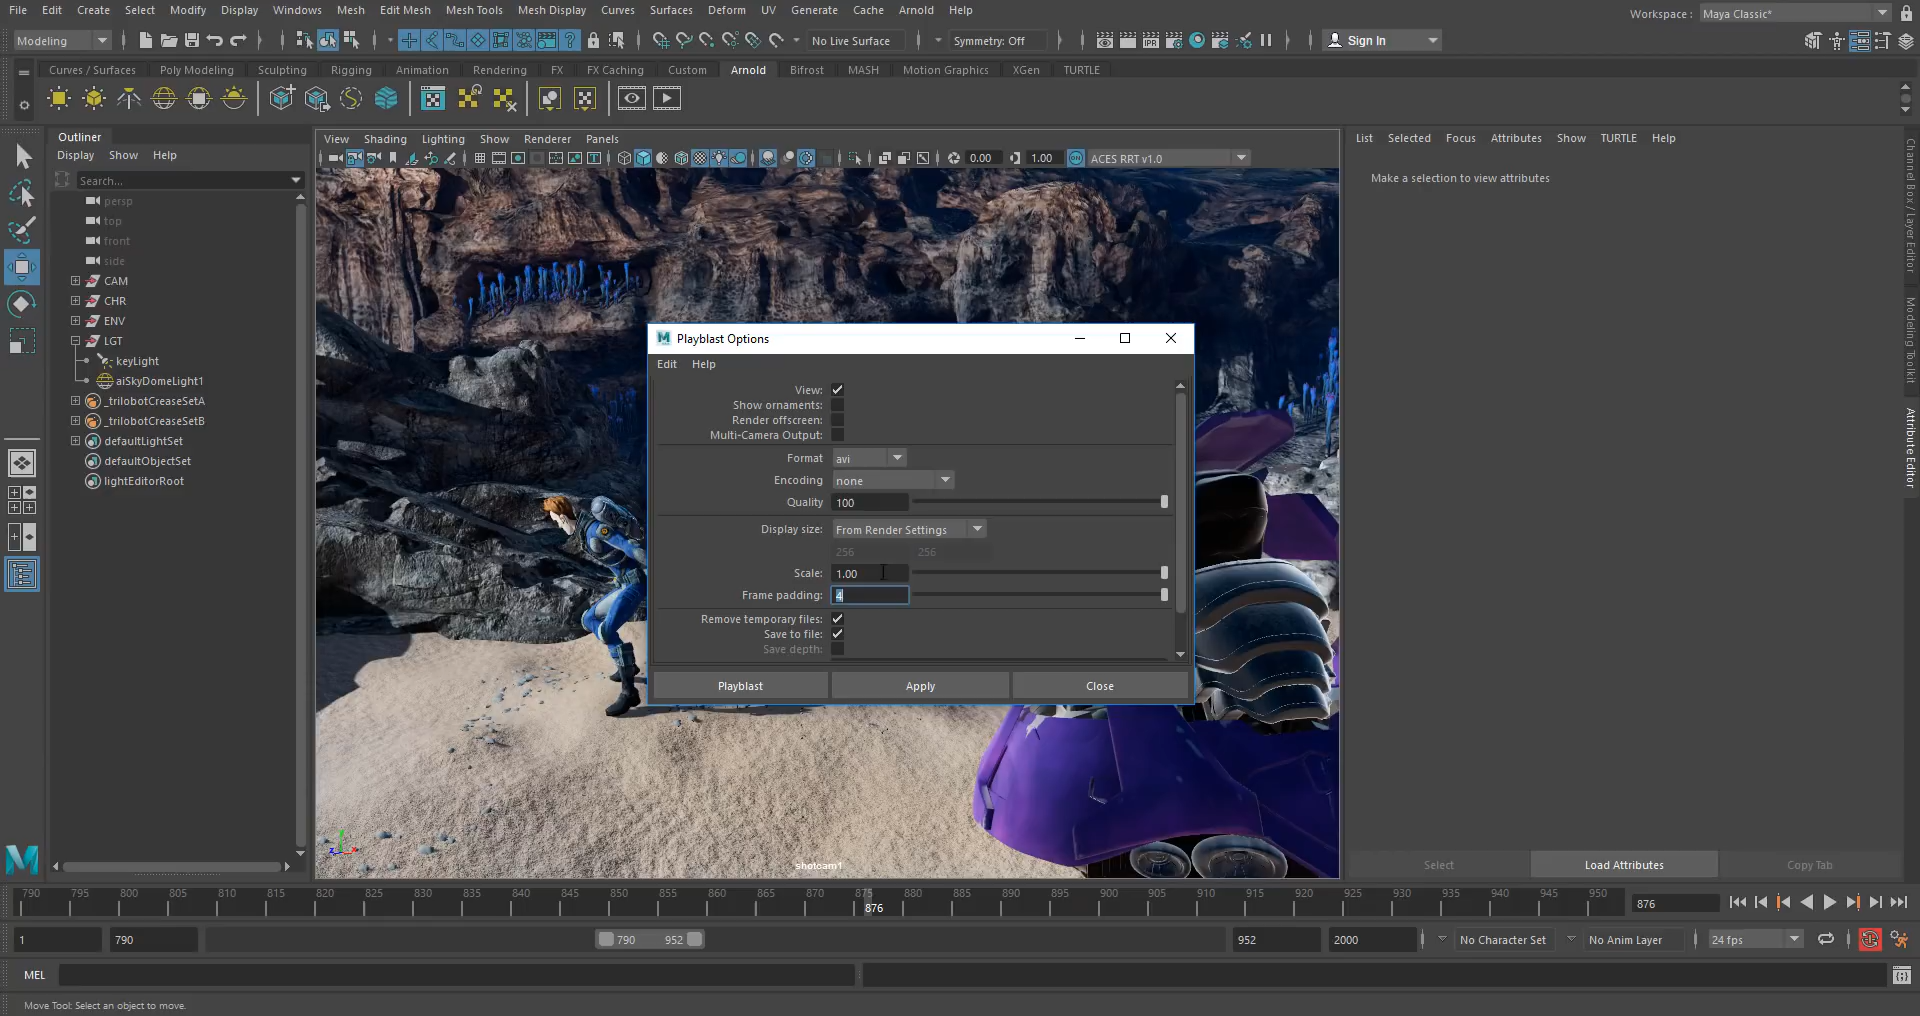 File Edit Create Select Modify Display Windows Mesh Edit Mesh Mesh Tools Mesh Display Curves Surfaces Deform UV Generate Cache Arnold Help
Workspace : Maya Classic*
Modeling
No Live Surface
Symmetry: Off
Sign In
Curves / Surfaces Poly Modeling Sculpting Rigging Animation Rendering FX FX Caching Custom Arnold Bifrost MASH Motion Graphics XGen TURTLE
IPR
Outliner
Display Show Help
Search...
persp
top
front
side
CAM
CHR
ENV
LGT
keyLight
aiSkyDomeLight1
_trilobotCreaseSetA
_trilobotCreaseSetB
defaultLightSet
defaultObjectSet
lightEditorRoot
View Shading Lighting Show Renderer Panels
0.00 1.00 ON ACES RRT v1.0
Playblast Options
Edit Help
View:
Show ornaments:
Render offscreen:
Multi-Camera Output:
Format avi
Encoding none
Quality 100
Display size: From Render Settings
256 256
Scale: 1.00
Frame padding: 4
Remove temporary files:
Save to file:
Save depth:
Playblast Apply Close
shotcam1
List Selected Focus Attributes Show TURTLE Help
Make a selection to view attributes
Channel Box / Layer Editor
Modeling Toolkit
Attribute Editor
Select Load Attributes Copy Tab
790 795 800 805 810 815 820 825 830 835 840 845 850 855 860 865 870 875 880 885 890 895 900 905 910 915 920 925 930 935 940 945 950
876
876
1 790 790 952 952 2000 No Character Set No Anim Layer 24 fps
MEL
Move Tool: Select an object to move.